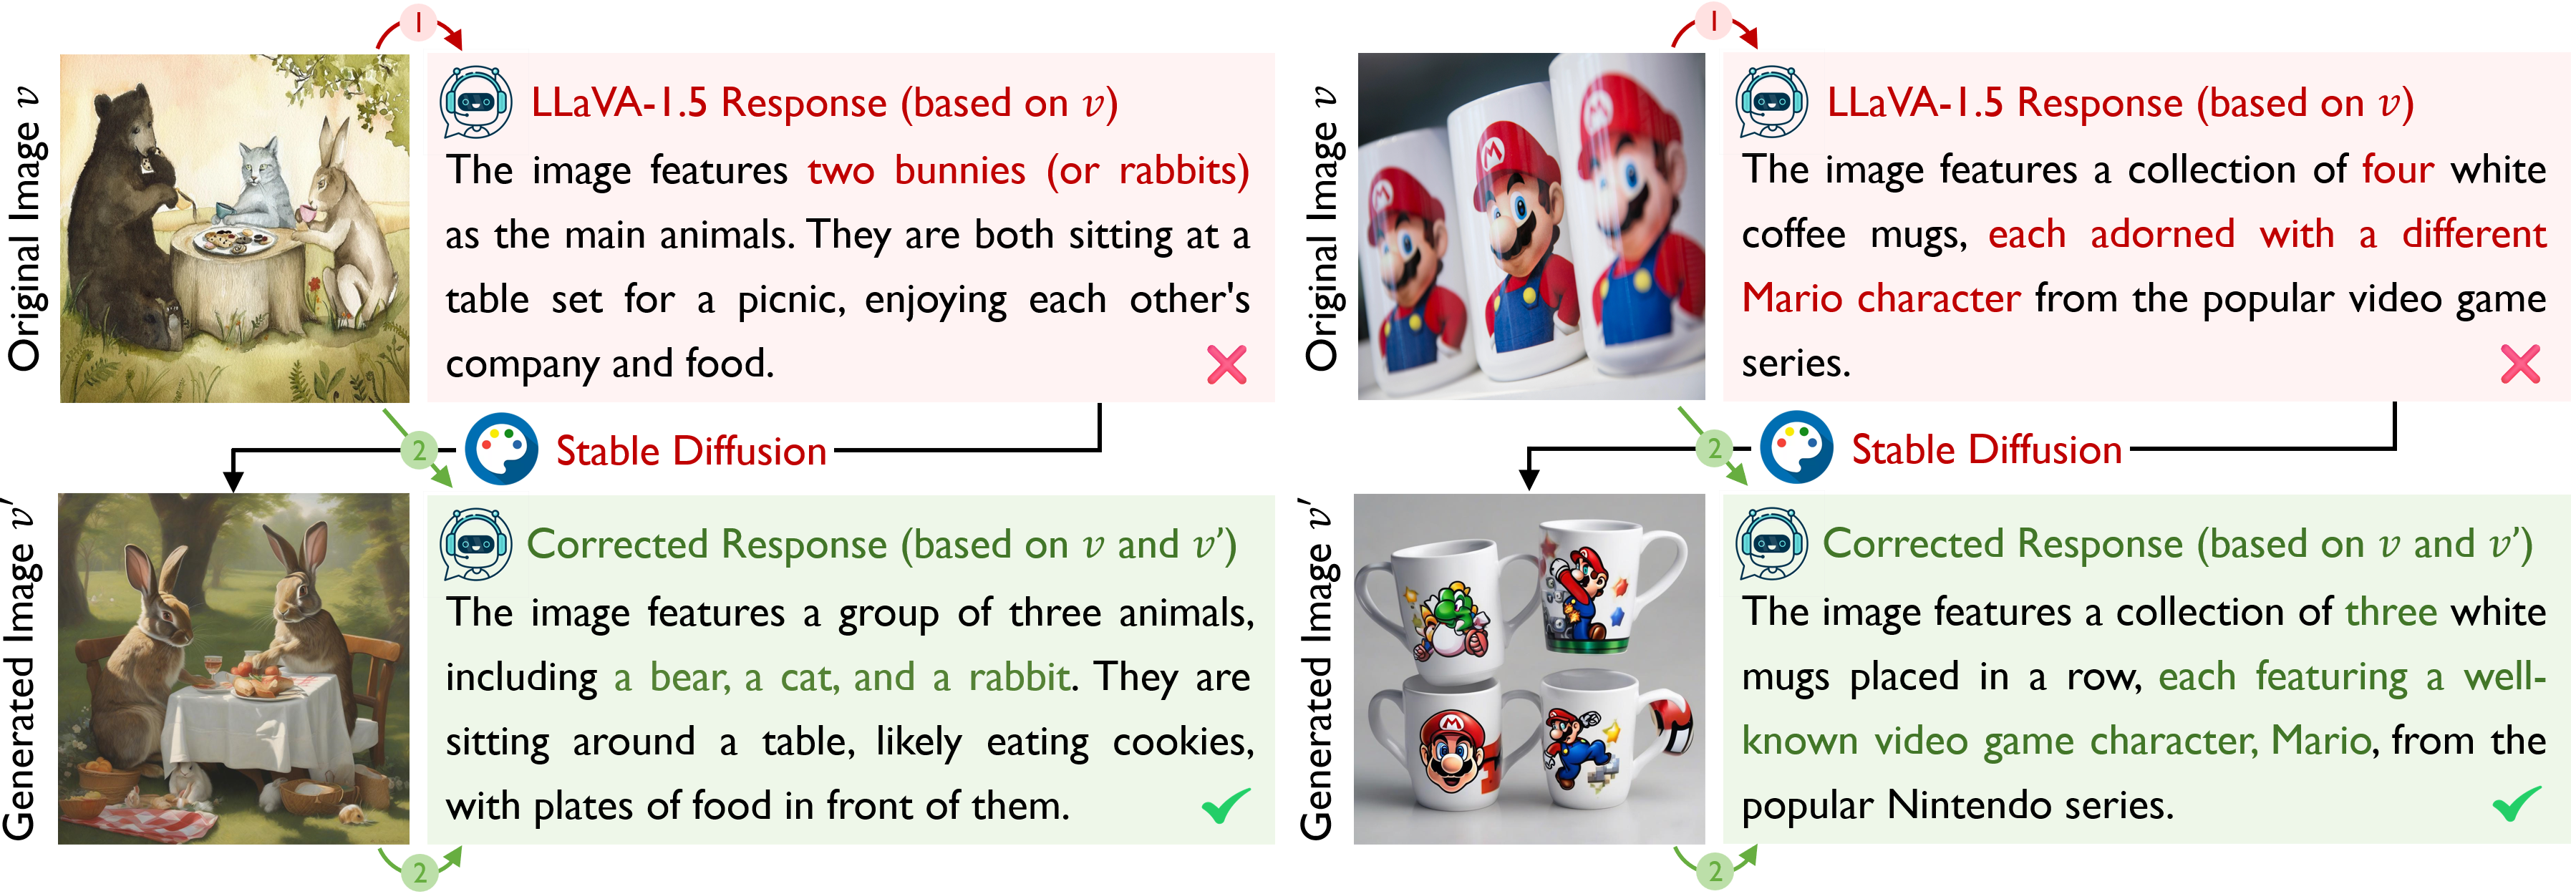 Original Image v
1
LLaVA-1.5 Response (based on v)
The image features two bunnies (or rabbits)
as the main animals. They are both sitting at a
table set for a picnic, enjoying each other's
company and food.
2
Stable Diffusion
Generated Image v′
Corrected Response (based on v and v’)
The image features a group of three animals,
including a bear, a cat, and a rabbit. They are
sitting around a table, likely eating cookies,
with plates of food in front of them.
2
Original Image v
M
M
M
1
LLaVA-1.5 Response (based on v)
The image features a collection of four white
coffee mugs, each adorned with a different
Mario character from the popular video game
series.
2
Stable Diffusion
Generated Image v′
M
Corrected Response (based on v and v’)
The image features a collection of three white
mugs placed in a row, each featuring a well-
known video game character, Mario, from the
popular Nintendo series.
2